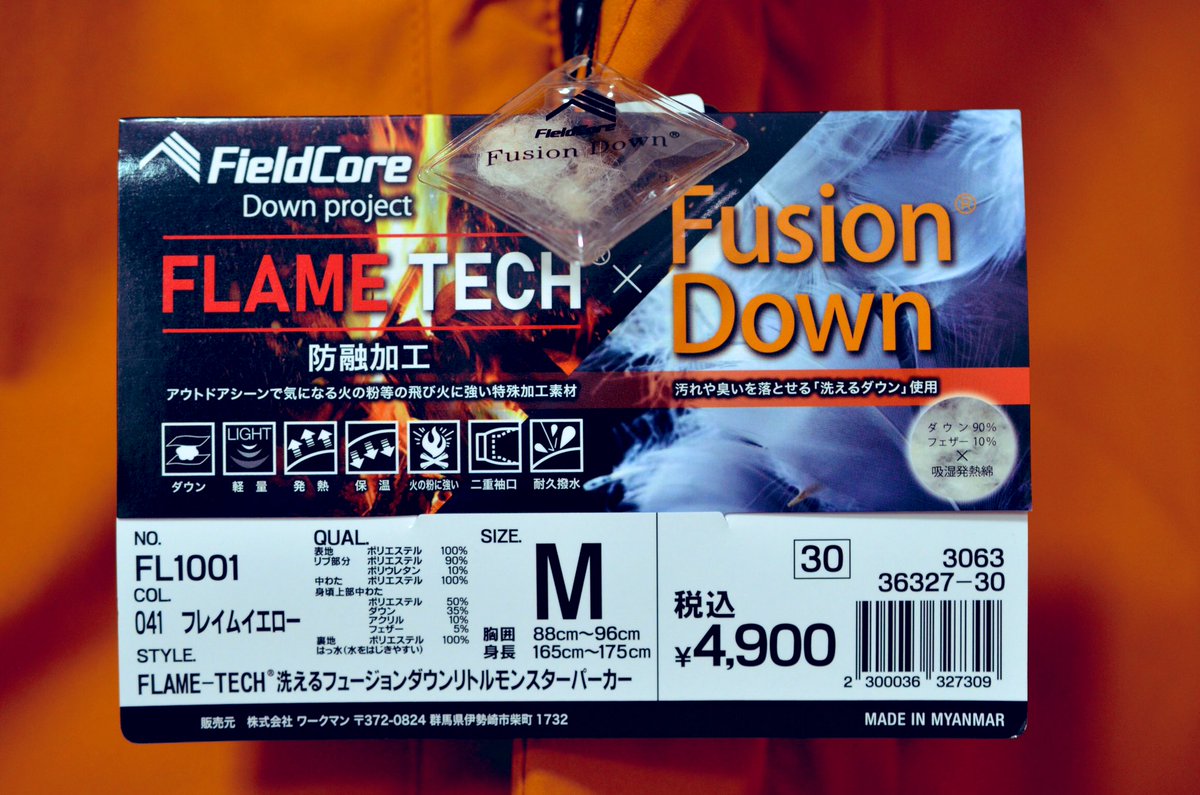 FieldCore
Fusion Down®
FieldCore
Down project
FLAME TECH® × Fusion Down®
防融加工
アウトドアシーンで気になる火の粉等の飛び火に強い特殊加工素材
汚れや臭いを落とせる「洗えるダウン」使用
ダウン 90%
フェザー 10%
×
吸湿発熱綿
LIGHT
ダウン 軽量 発熱 保温 火の粉に強い 二重袖口 耐久撥水
NO.
FL1001
COL.
041 フレイムイエロー
QUAL.
表地 ポリエステル 100%
リブ部分 ポリエステル 90%
ポリウレタン 10%
中わた ポリエステル 100%
身頃上部中わた
ポリエステル 50%
ダウン 35%
アクリル 10%
フェザー 5%
裏地 ポリエステル 100%
はっ水(水をはじきやすい)
SIZE.
M
胸囲 88cm～96cm
身長 165cm～175cm
STYLE.
FLAME-TECH®洗えるフュージョンダウンリトルモンスターパーカー
30
3063
36327-30
税込
¥4,900
2 300036 327309
販売元 株式会社 ワークマン 〒372-0824 群馬県伊勢崎市柴町 1732
MADE IN MYANMAR